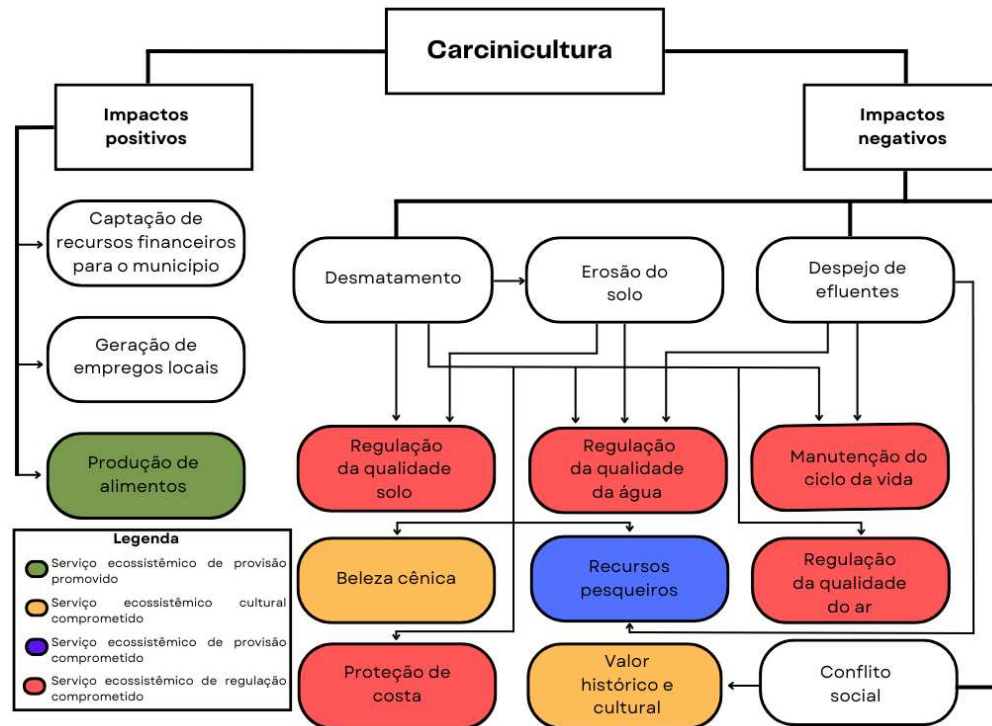 Carcinicultura
Impactos
positivos
Impactos
negativos
Captação de
recursos financeiros
para o município
Geração de
empregos locais
Produção de
alimentos
Desmatamento
Erosão do
solo
Despejo de
efluentes
Regulação
da qualidade
solo
Regulação
da qualidade
da água
Manutenção do
ciclo da vida
Beleza cênica
Recursos
pesqueiros
Regulação
da qualidade
do ar
Proteção de
costa
Valor
histórico e
cultural
Conflito
social
Legenda
Serviço ecossistêmico de provisão
promovido
Serviço ecossistêmico cultural
comprometido
Serviço ecossistêmico de provisão
comprometido
Serviço ecossistêmico de regulação
comprometido